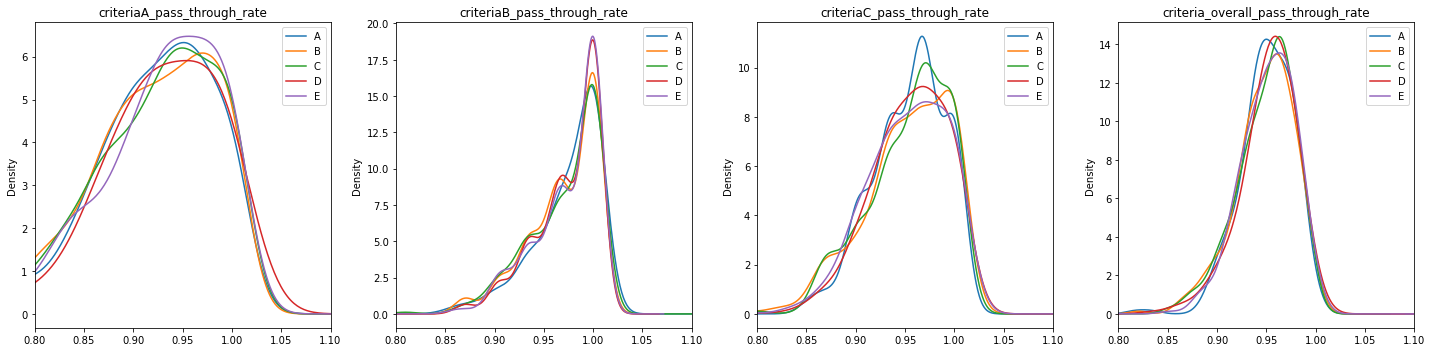 criteriaA_pass_through_rate
Density
6
5
4
3
2
1
0
0.80 0.85 0.90 0.95 1.00 1.05 1.10
A
B
C
D
E
criteriaB_pass_through_rate
Density
20.0
17.5
15.0
12.5
10.0
7.5
5.0
2.5
0.0
0.80 0.85 0.90 0.95 1.00 1.05 1.10
A
B
C
D
E
criteriaC_pass_through_rate
Density
10
8
6
4
2
0
0.80 0.85 0.90 0.95 1.00 1.05 1.10
A
B
C
D
E
criteria_overall_pass_through_rate
Density
14
12
10
8
6
4
2
0
0.80 0.85 0.90 0.95 1.00 1.05 1.10
A
B
C
D
E